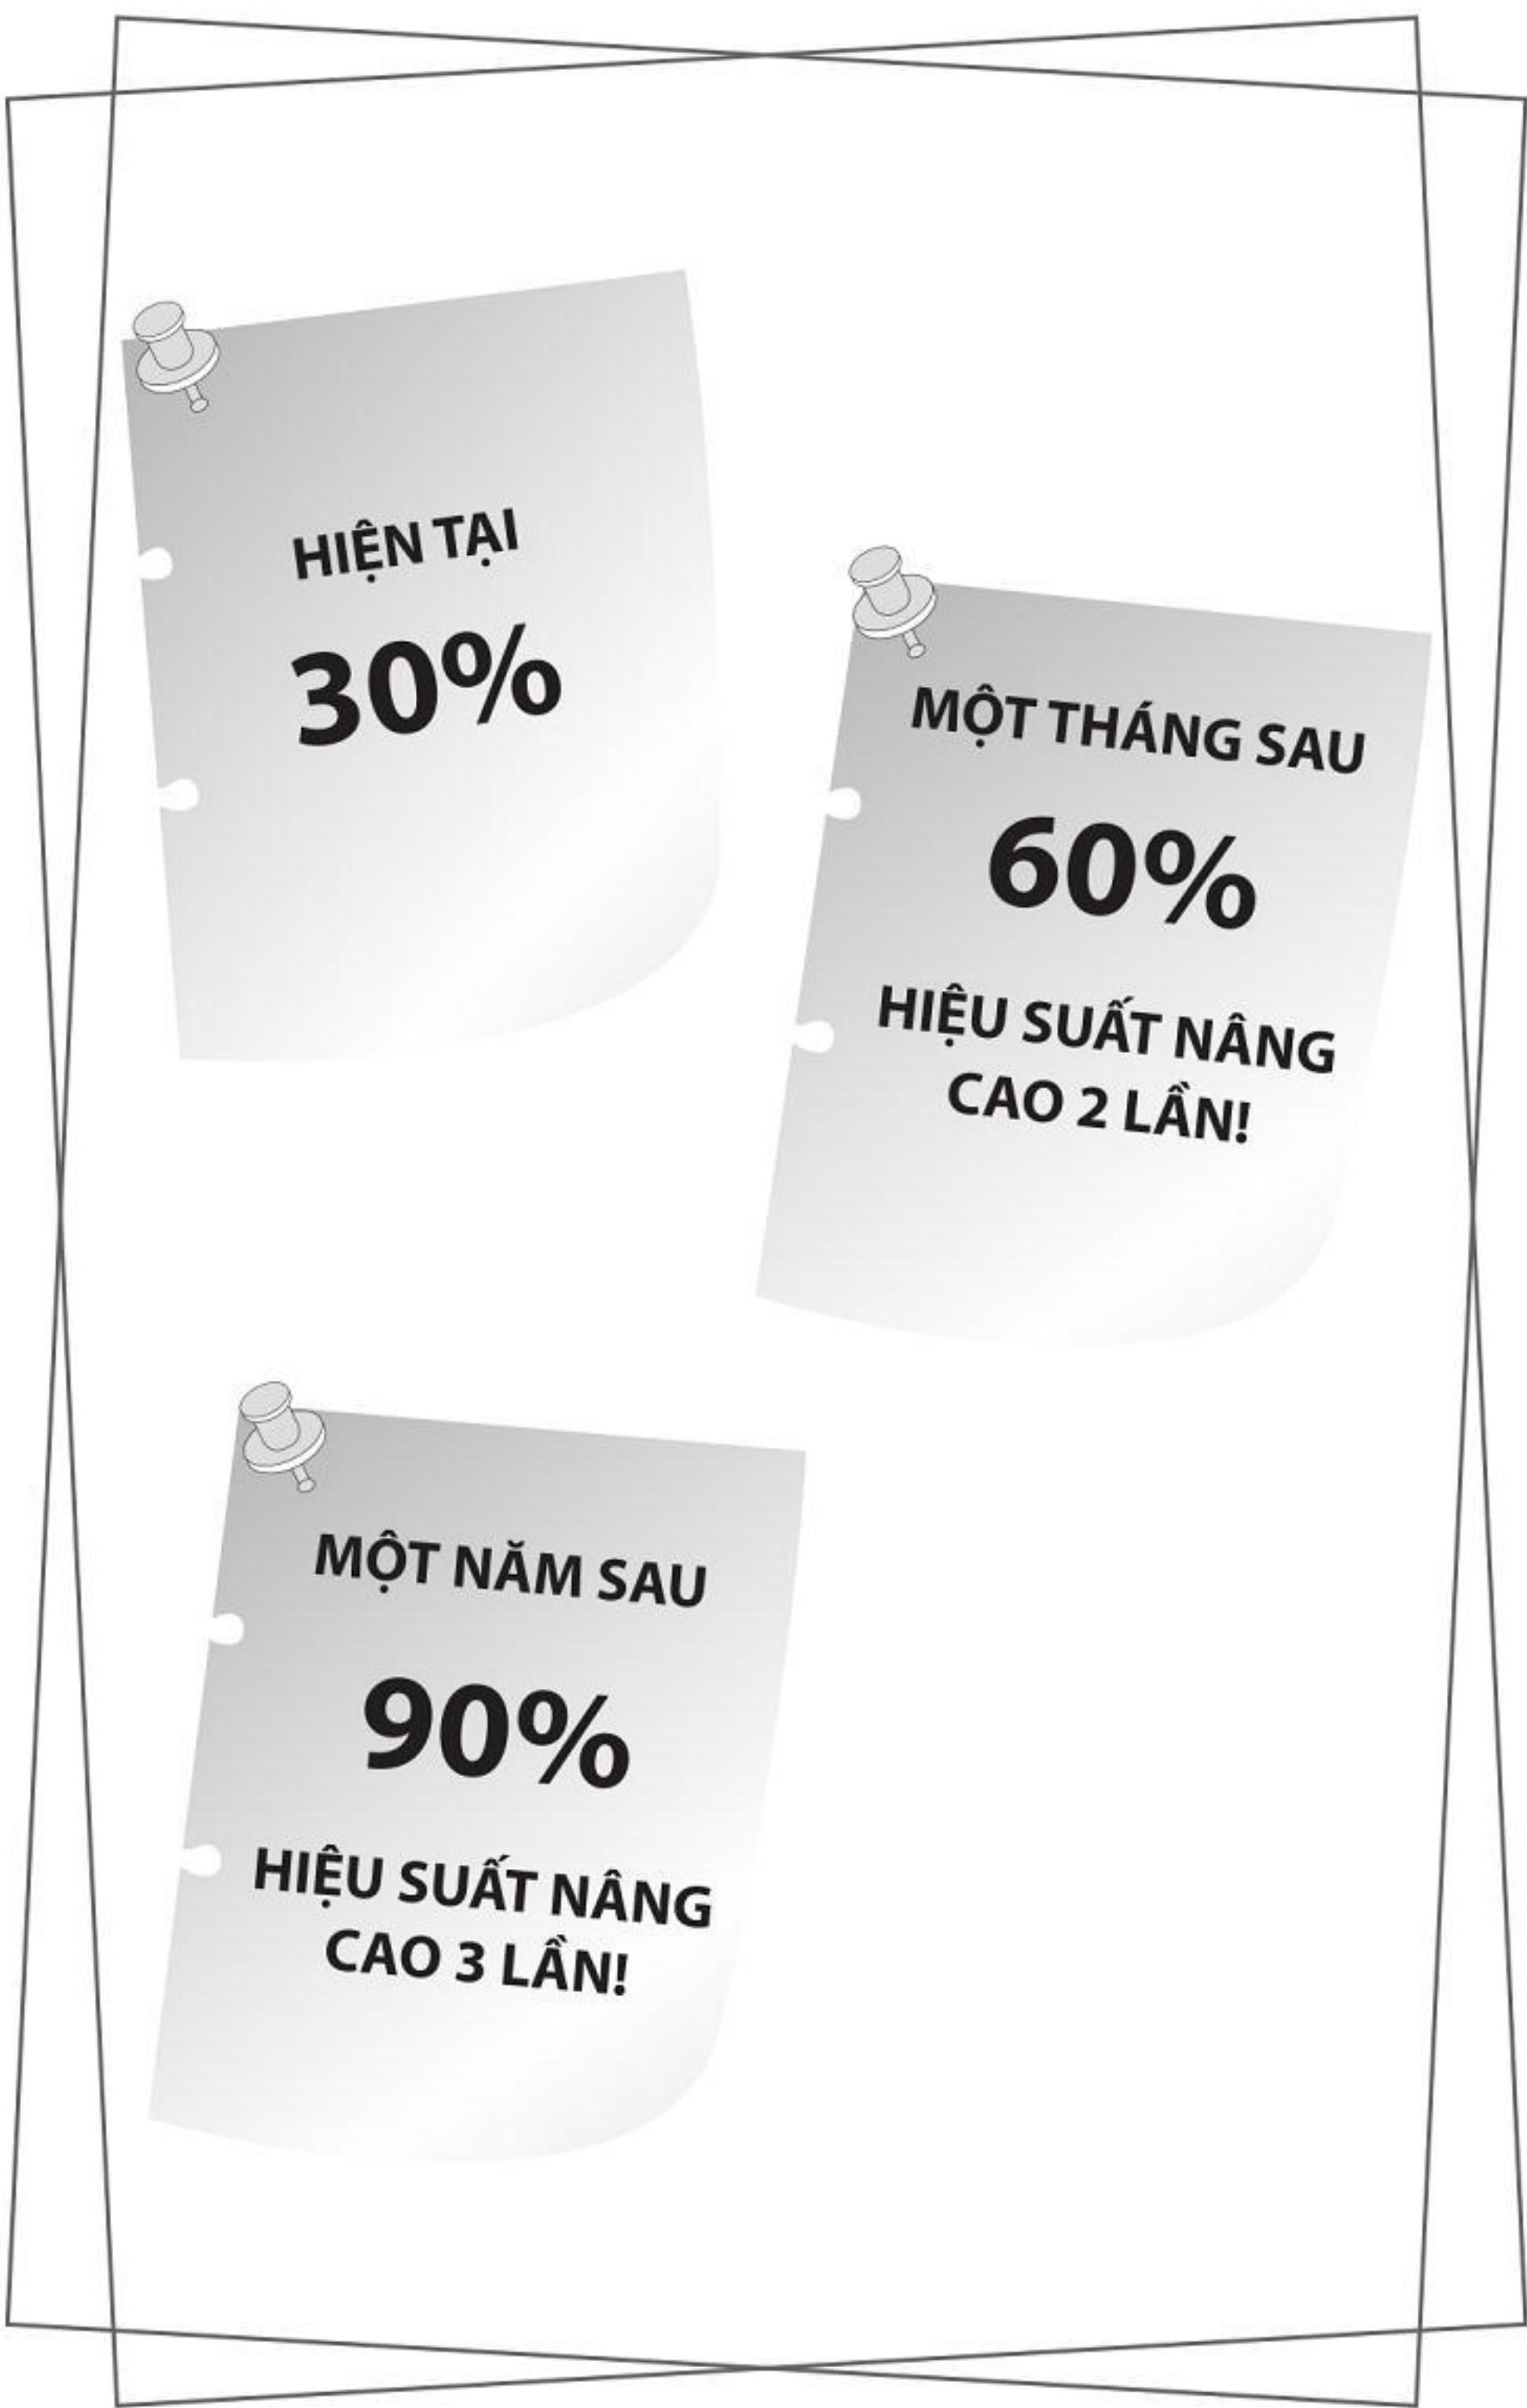 HIỆN TẠI
30%
MỘT THÁNG SAU
60%
HIỆU SUẤT NÂNG
CAO 2 LẦN!
MỘT NĂM SAU
90%
HIỆU SUẤT NÂNG
CAO 3 LẦN!